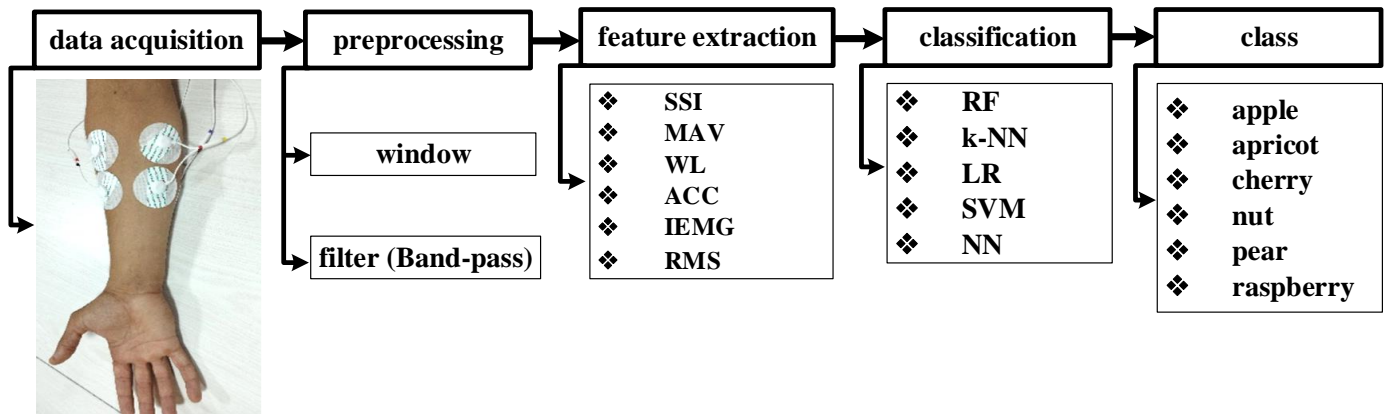 data acquisition
preprocessing
feature extraction
classification
class
window
filter (Band-pass)
SSI
MAV
WL
ACC
IEMG
RMS
RF
k-NN
LR
SVM
NN
apple
apricot
cherry
nut
pear
raspberry